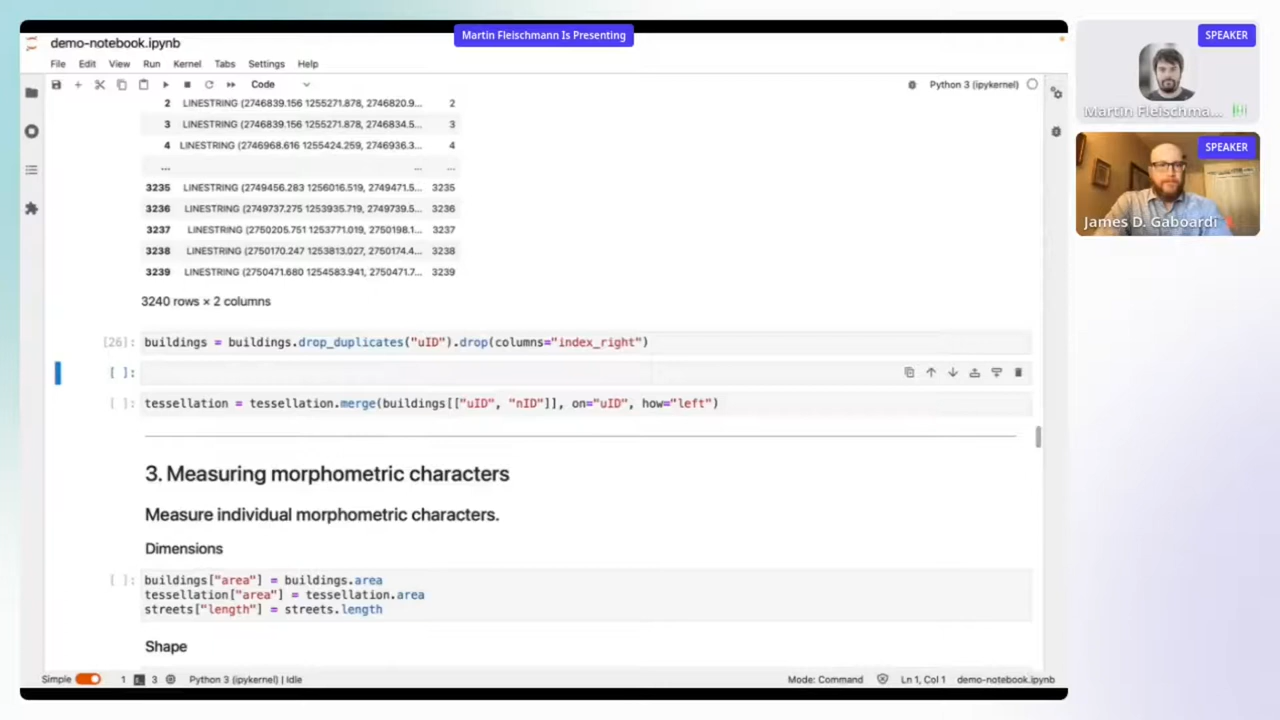 demo-notebook.ipynb
Martin Fleischmann Is Presenting
File Edit View Run Kernel Tabs Settings Help
Code
Python 3 (ipykernel)
2 LINESTRING (2746839.156 1255271.878, 2746820.9... 2
3 LINESTRING (2746839.156 1255271.878, 2746834.5... 3
4 LINESTRING (2746968.616 1255424.259, 2746936.3... 4
... ... ...
3235 LINESTRING (2749456.283 1256016.519, 2749471.5... 3235
3236 LINESTRING (2749737.275 1253935.719, 2749739.5... 3236
3237 LINESTRING (2750205.751 1253771.019, 2750198.1... 3237
3238 LINESTRING (2750170.247 1253813.027, 2750174.4... 3238
3239 LINESTRING (2750471.680 1254583.941, 2750471.7... 3239
3240 rows × 2 columns
[26]: buildings = buildings.drop_duplicates("uID").drop(columns="index_right")
[ ]:
[ ]: tessellation = tessellation.merge(buildings[["uID", "nID"]], on="uID", how="left")
3. Measuring morphometric characters
Measure individual morphometric characters.
Dimensions
[ ]: buildings["area"] = buildings.area
tessellation["area"] = tessellation.area
streets["length"] = streets.length
Shape
Simple 1 3 Python 3 (ipykernel) | Idle Mode: Command Ln 1, Col 1 demo-notebook.ipynb
SPEAKER
Martin Fleischma...
SPEAKER
James D. Gaboardi